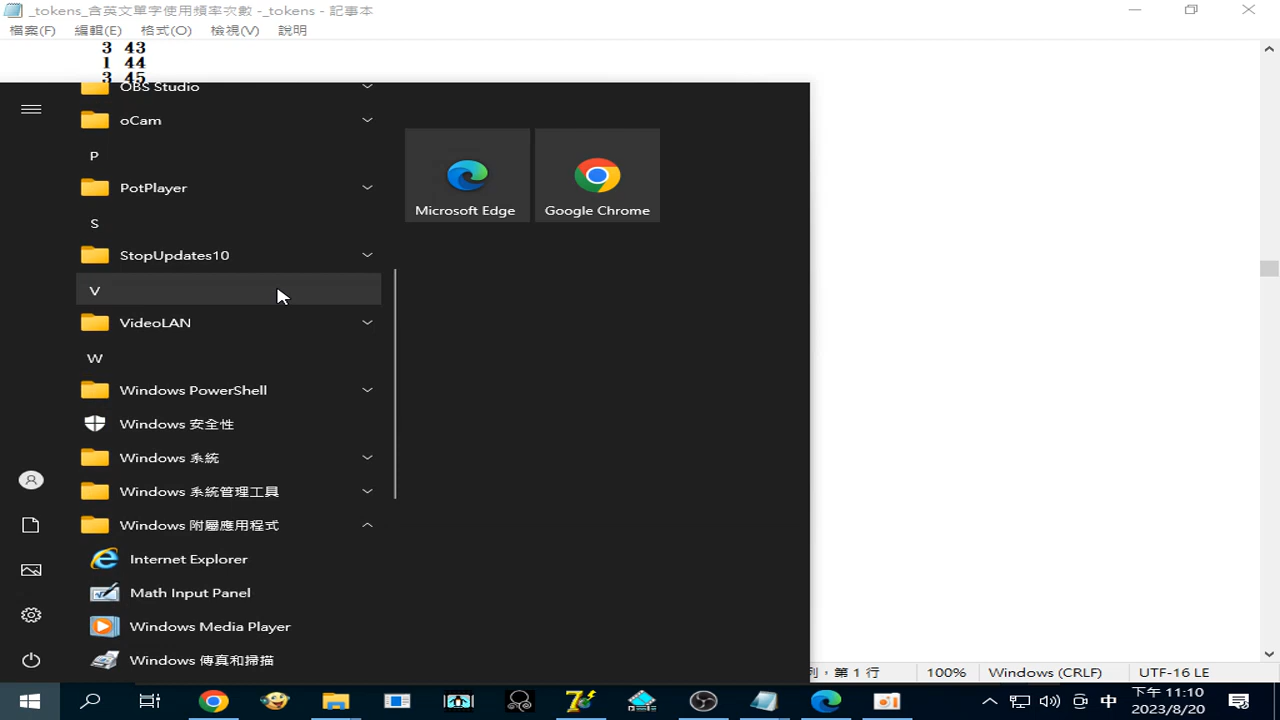 _tokens_含英文單字使用頻率次數 -_tokens - 記事本
檔案(F) 編輯(E) 格式(O) 檢視(V) 說明
3 43
1 44
3 45
OBS Studio
oCam
P
PotPlayer
S
StopUpdates10
V
VideoLAN
W
Windows PowerShell
Windows 安全性
Windows 系統
Windows 系統管理工具
Windows 附屬應用程式
Internet Explorer
Math Input Panel
Windows Media Player
Windows 傳真和掃描
Microsoft Edge
Google Chrome
列，第 1 行
100%
Windows (CRLF)
UTF-16 LE
中
下午 11:10
2023/8/20